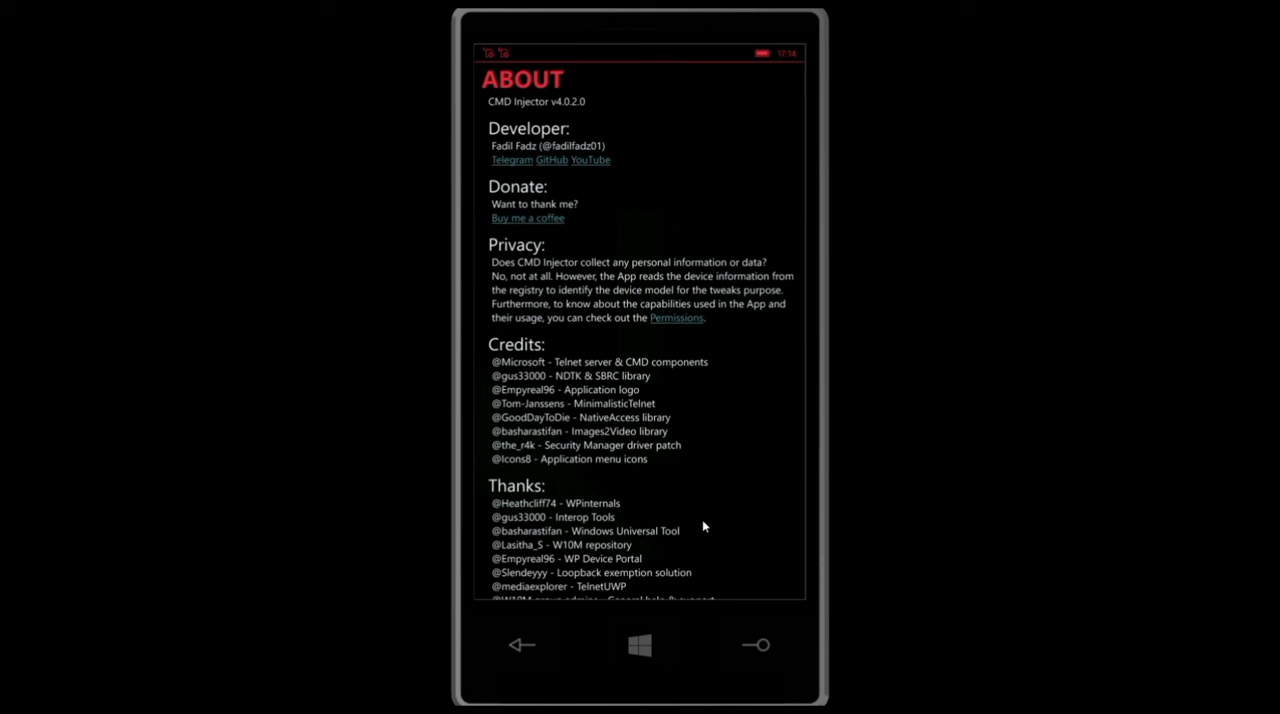 17:14
ABOUT
CMD Injector v4.0.2.0
Developer:
Fadil Fadz (@fadilfadz01)
Telegram GitHub YouTube
Donate:
Want to thank me?
Buy me a coffee
Privacy:
Does CMD Injector collect any personal information or data?
No, not at all. However, the App reads the device information from
the registry to identify the device model for the tweaks purpose.
Furthermore, to know about the capabilities used in the App and
their usage, you can check out the Permissions.
Credits:
@Microsoft - Telnet server & CMD components
@gus33000 - NDTK & SBRC library
@Empyreal96 - Application logo
@Tom-Janssens - MinimalisticTelnet
@GoodDayToDie - NativeAccess library
@basharastifan - Images2Video library
@the_r4k - Security Manager driver patch
@Icons8 - Application menu icons
Thanks:
@Heathcliff74 - WPinternals
@gus33000 - Interop Tools
@basharastifan - Windows Universal Tool
@Lasitha_S - W10M repository
@Empyreal96 - WP Device Portal
@Slendeyyy - Loopback exemption solution
@mediaexplorer - TelnetUWP
@W10M group admins - General help & support